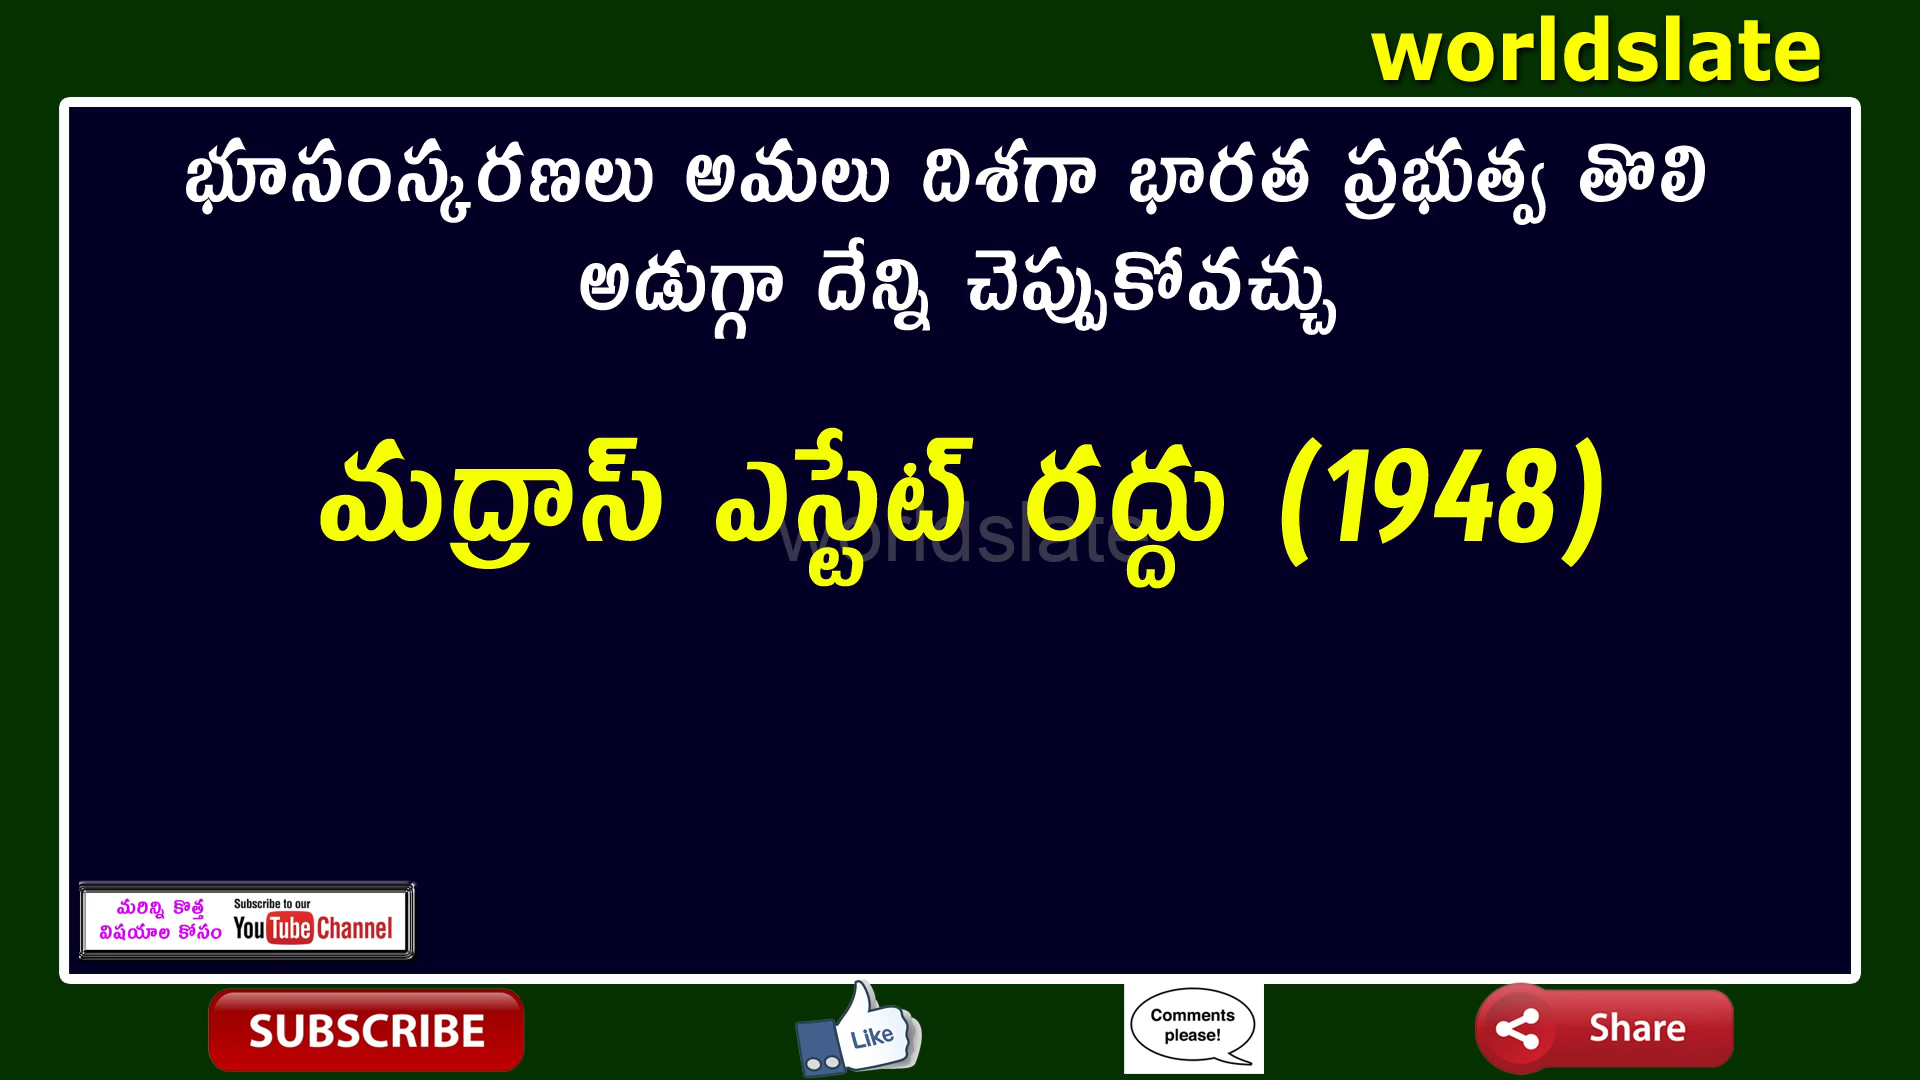 worldslate
భూసంస్కరణలు అమలు దిశగా భారత ప్రభుత్వ తొలి
అడుగ్గా దేన్ని చెప్పుకోవచ్చు
మద్రాస్ ఎస్టేట్ రద్దు (1948)
worldslate
మరిన్ని కొత్త
విషయాల కోసం
Subscribe to our
YouTube Channel
SUBSCRIBE
Like
Comments
please!
Share